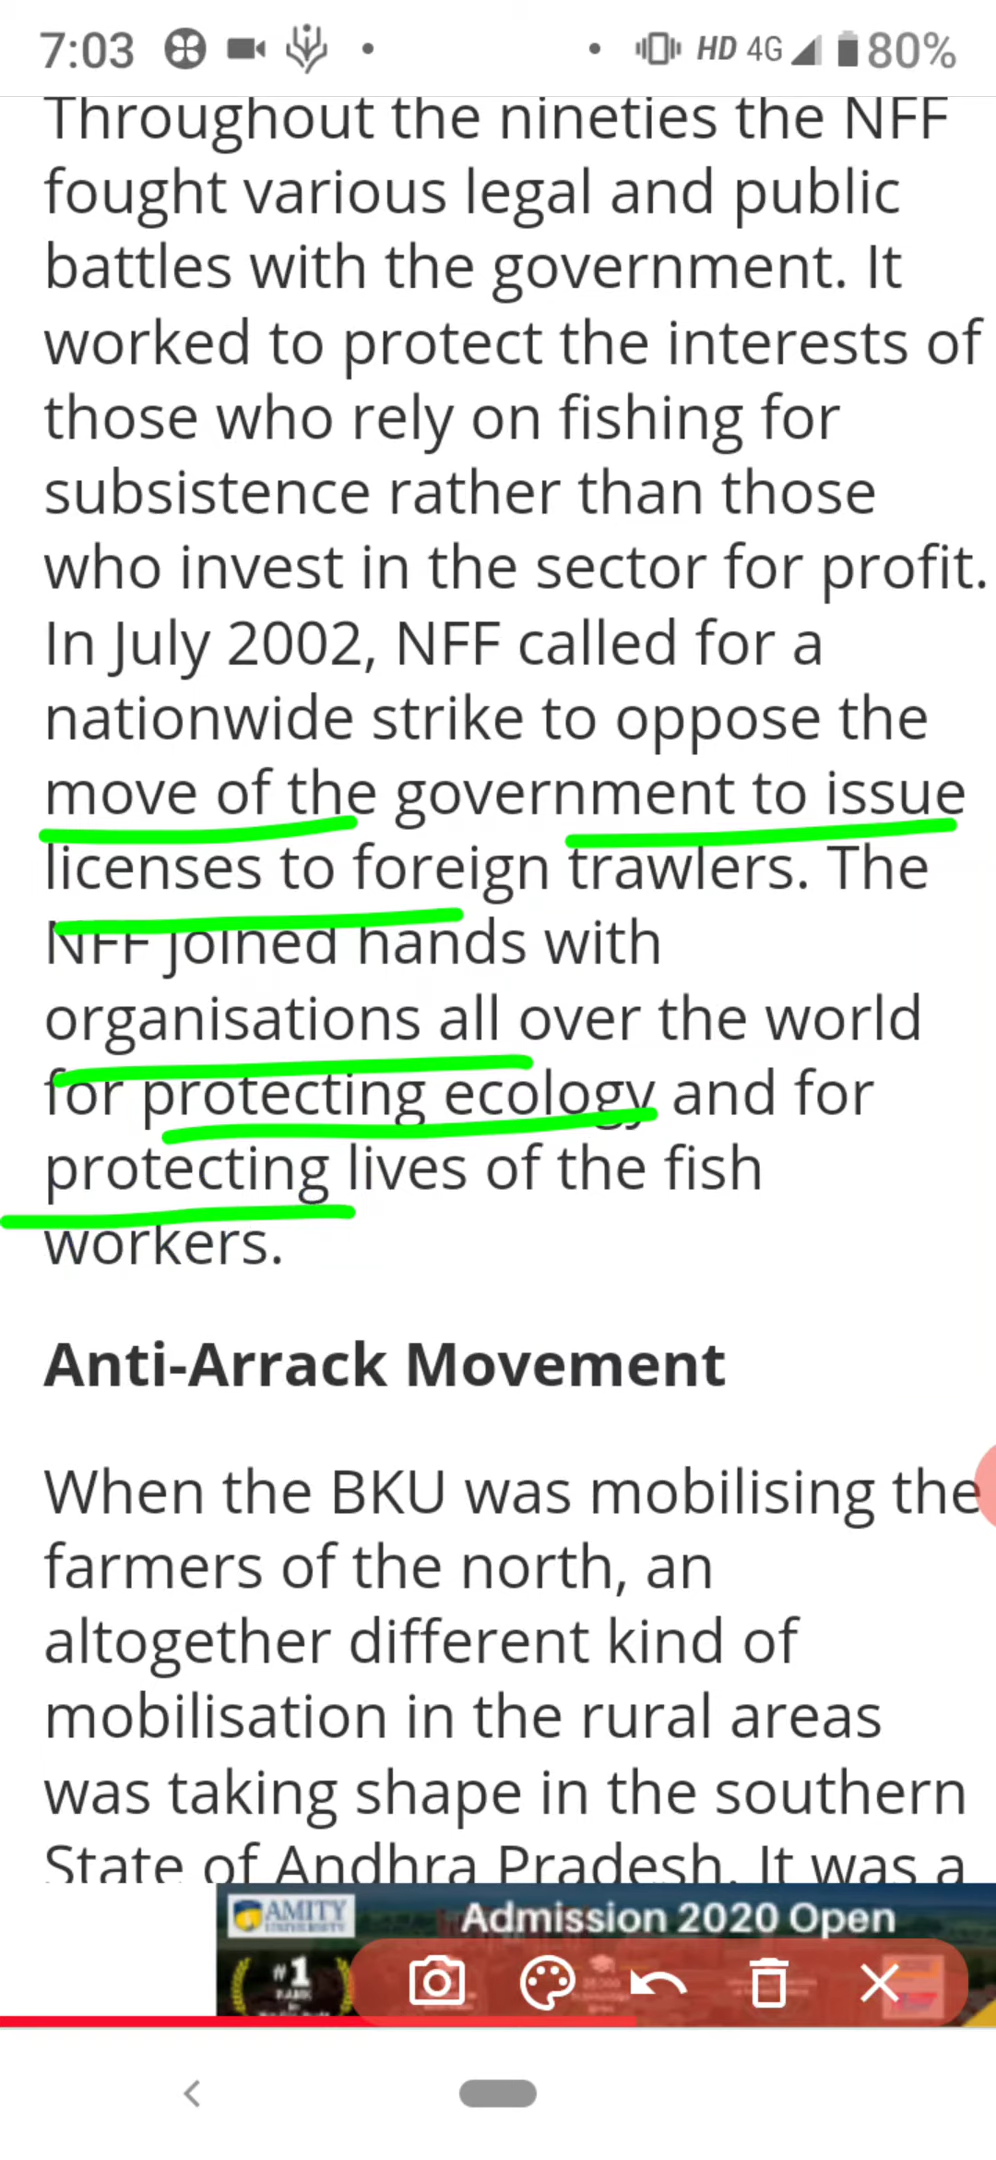 7:03
HD 4G 80%
Throughout the nineties the NFF
fought various legal and public
battles with the government. It
worked to protect the interests of
those who rely on fishing for
subsistence rather than those
who invest in the sector for profit.
In July 2002, NFF called for a
nationwide strike to oppose the
move of the government to issue
licenses to foreign trawlers. The
NFF joined hands with
organisations all over the world
for protecting ecology and for
protecting lives of the fish
workers.
Anti-Arrack Movement
When the BKU was mobilising the
farmers of the north, an
altogether different kind of
mobilisation in the rural areas
was taking shape in the southern
State of Andhra Pradesh. It was a
AMITY
UNIVERSITY
Admission 2020 Open
#1
RANK